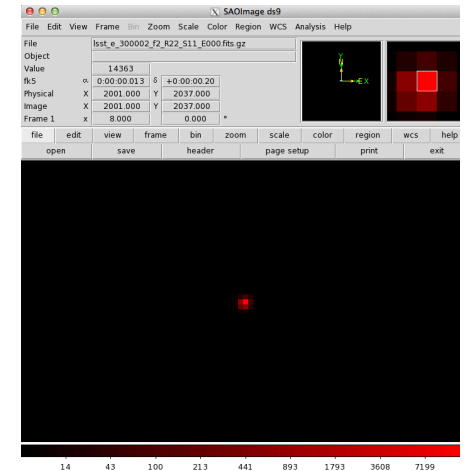 SAOImage ds9
File Edit View Frame Bin Zoom Scale Color Region WCS Analysis Help
File lsst_e_300002_f2_R22_S11_E000.fits.gz
Object
Value 14363
fk5 α 0:00:00.013 δ +0:00:00.20
Physical X 2001.000 Y 2037.000
Image X 2001.000 Y 2037.000
Frame 1 x 8.000 0.000 °
Y
N
E X
file edit view frame bin zoom scale color region wcs help
open save header page setup print exit
14 43 100 213 441 893 1793 3608 7199